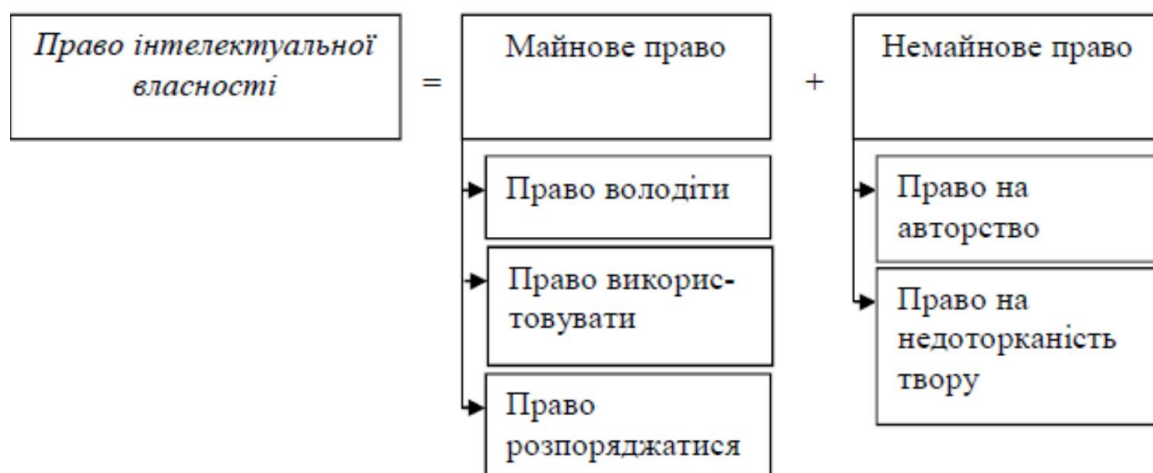 Право інтелектуальної
власності
=
Майнове право
+
Немайнове право
Право володіти
Право викорис-
товувати
Право
розпоряджатися
Право на
авторство
Право на
недоторканість
твору